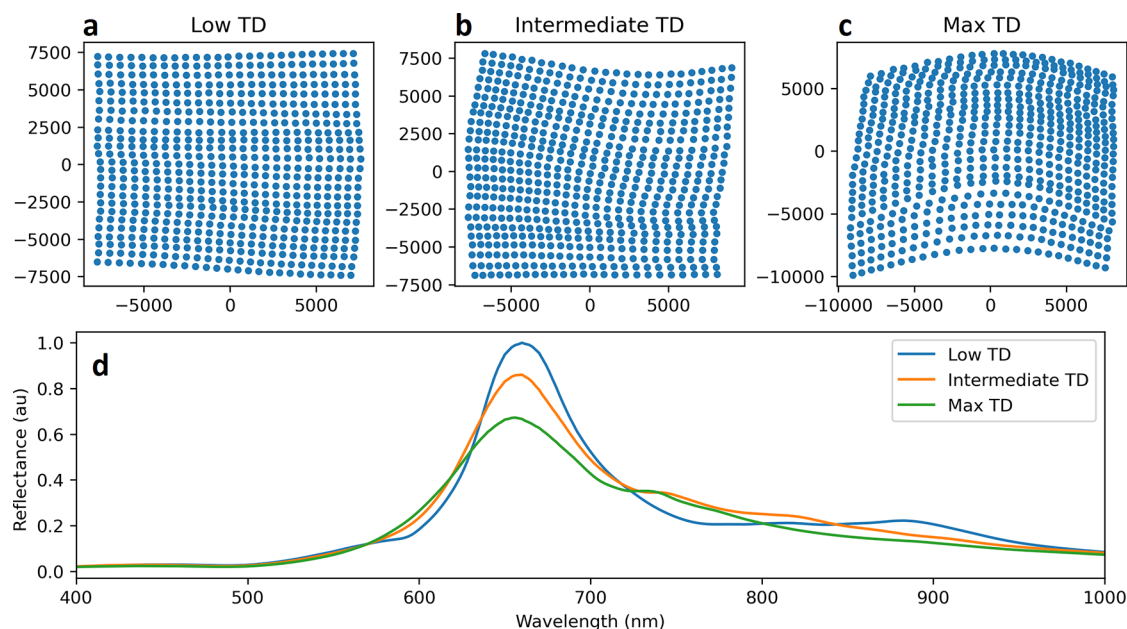 a Low TD
b Intermediate TD
c Max TD
7500
5000
2500
0
−2500
−5000
−7500
−5000 0 5000
7500
5000
2500
0
−2500
−5000
−7500
−5000 0 5000
5000
0
−5000
−10000
−10000 −5000 0 5000
d
Low TD
Intermediate TD
Max TD
Reflectance (au)
1.0
0.8
0.6
0.4
0.2
0.0
400 500 600 700 800 900 1000
Wavelength (nm)